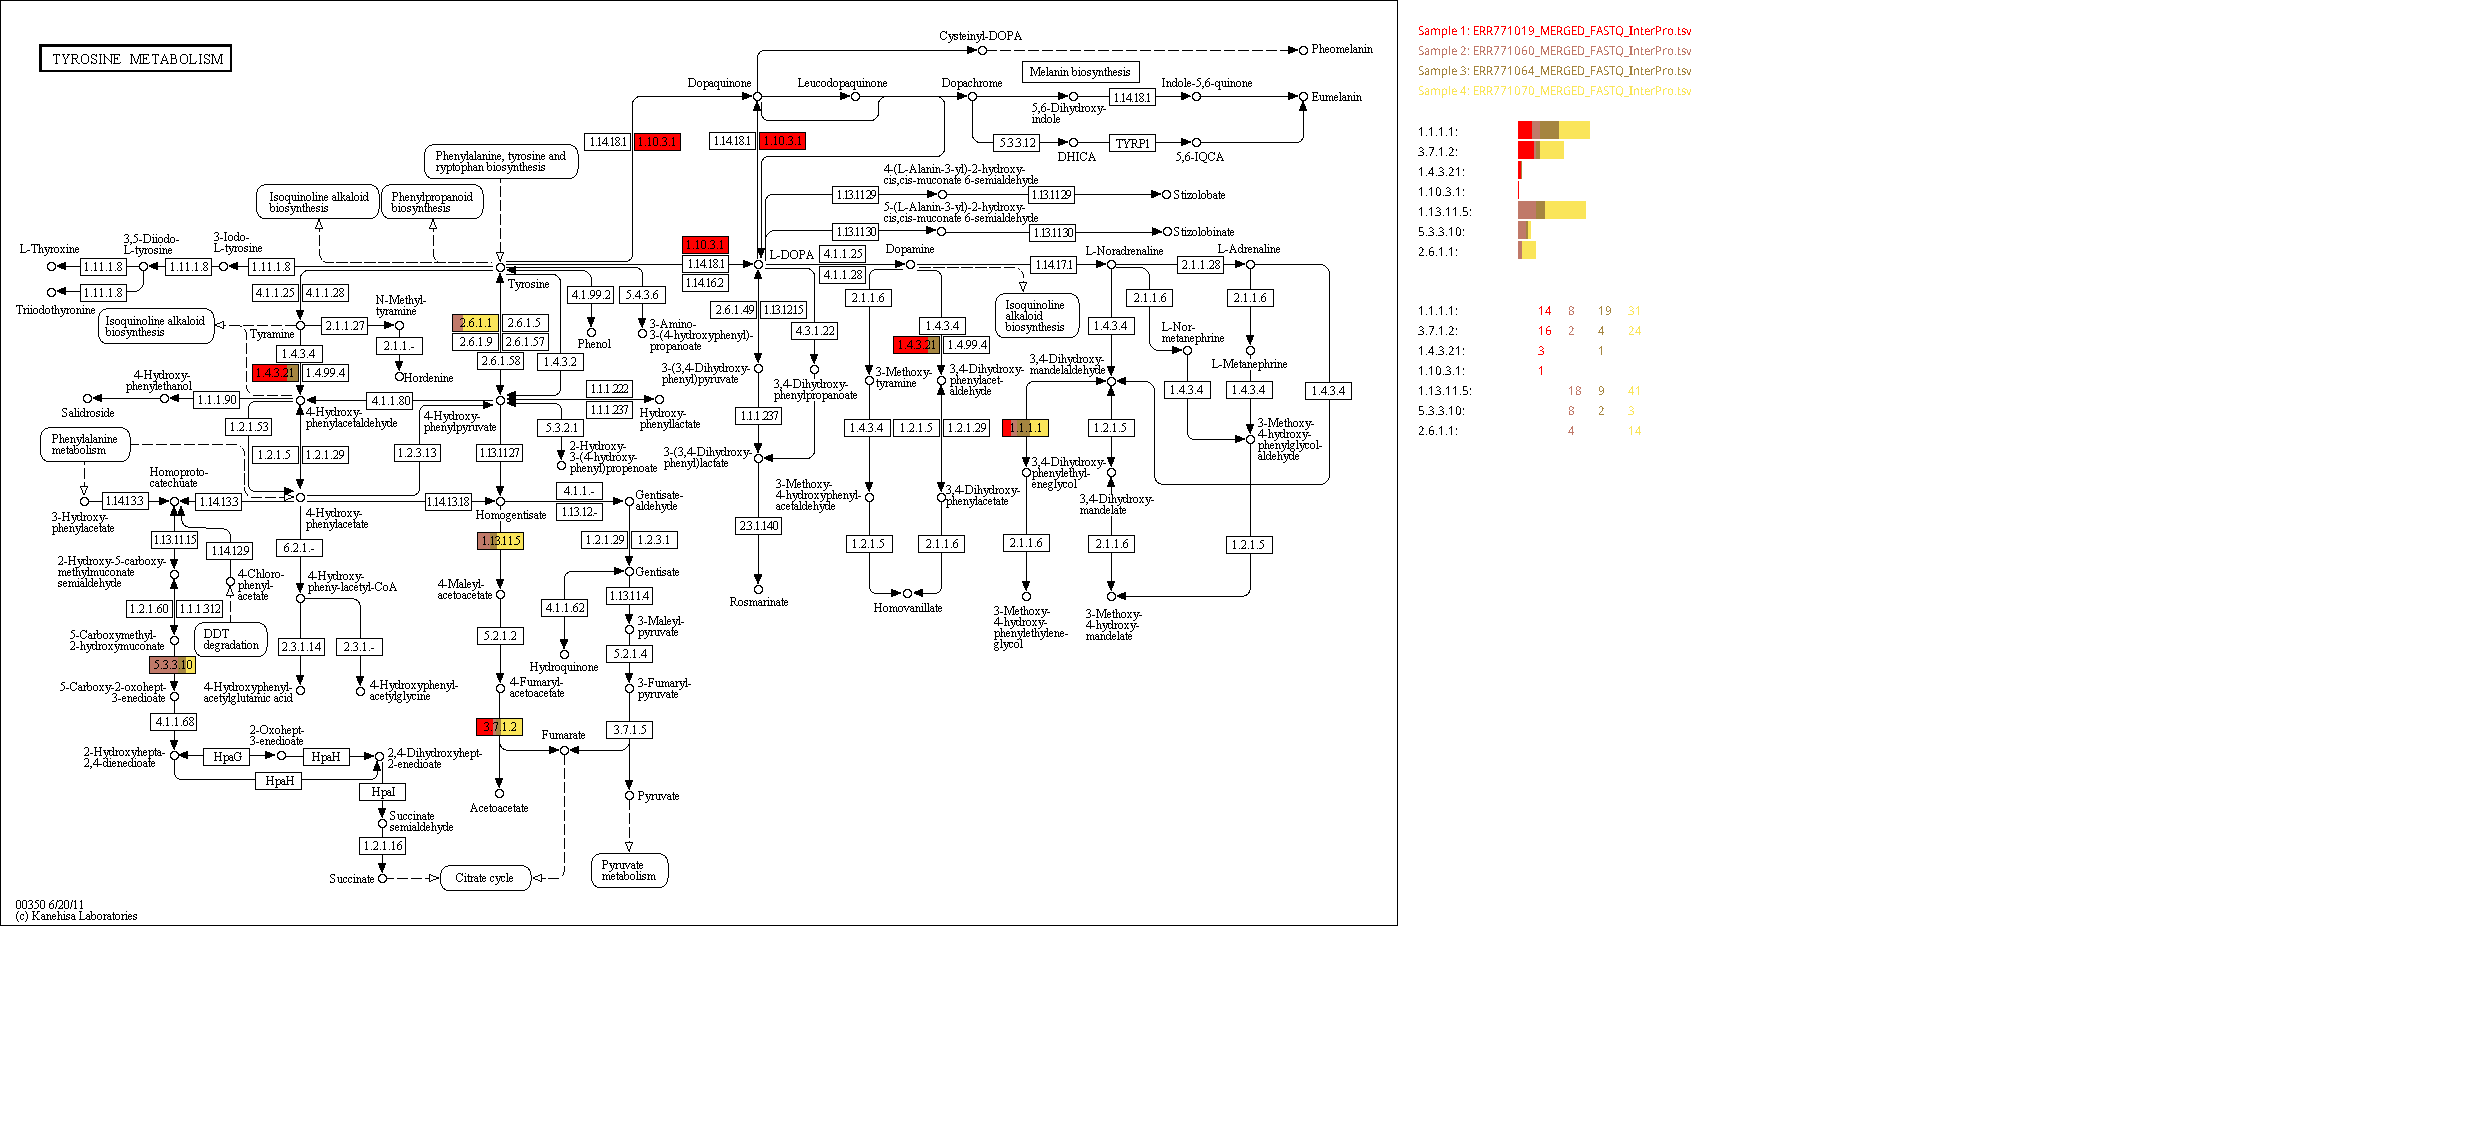 TYROSINE METABOLISM
Cysteinyl-DOPA
Pheomelanin
Dopaquinone
Leucodopaquinone
Dopachrome
Melanin biosynthesis
Indole-5,6-quinone
5,6-Dihydroxy-
indole
1.14.18.1
Eumelanin
1.14.18.1
1.10.3.1
1.14.18.1
1.10.3.1
5.3.3.12
DHICA
TYRP1
5,6-IQCA
Phenylalanine, tyrosine and
ryptophan biosynthesis
Isoquinoline alkaloid
biosynthesis
Phenylpropanoid
biosynthesis
4-(L-Alanin-3-yl)-2-hydroxy-
cis,cis-muconate 6-semialdehyde
1.13.11.29
1.13.11.29
Stizolobate
5-(L-Alanin-3-yl)-2-hydroxy-
cis,cis-muconate 6-semialdehyde
1.13.11.30
1.13.11.30
Stizolobinate
L-Thyroxine
3,5-Diiodo-
L-tyrosine
3-Iodo-
L-tyrosine
1.11.1.8
1.11.1.8
1.11.1.8
1.11.1.8
Triiodothyronine
Tyrosine
1.10.3.1
1.14.18.1
1.14.16.2
L-DOPA
4.1.1.25
4.1.1.28
Dopamine
1.14.17.1
L-Noradrenaline
2.1.1.28
L-Adrenaline
4.1.1.25
4.1.1.28
N-Methyl-
tyramine
Isoquinoline alkaloid
biosynthesis
Tyramine
2.1.1.27
2.1.1.-
Hordenine
2.6.1.1
2.6.1.5
2.6.1.9
2.6.1.57
2.6.1.58
1.4.3.2
4.1.99.2
5.4.3.6
Phenol
3-Amino-
3-(4-hydroxyphenyl)-
propanoate
2.6.1.49
1.13.12.15
4.3.1.22
2.1.1.6
1.4.3.4
1.4.3.21
1.4.99.4
Isoquinoline
alkaloid
biosynthesis
1.4.3.4
2.1.1.6
2.1.1.6
L-Nor-
metanephrine
L-Metanephrine
1.4.3.4
1.4.3.4
1.4.3.4
1.4.3.4
1.4.3.21
1.4.99.4
4-Hydroxy-
phenylethanol
Salidroside
1.1.1.90
4-Hydroxy-
phenylacetaldehyde
4.1.1.80
4-Hydroxy-
phenylpyruvate
1.1.1.222
1.1.1.237
Hydroxy-
phenyllactate
5.3.2.1
2-Hydroxy-
3-(4-hydroxy-
phenyl)propenoate
3-(3,4-Dihydroxy-
phenyl)pyruvate
3,4-Dihydroxy-
phenylpropanoate
1.1.1.237
3-(3,4-Dihydroxy-
phenyl)lactate
3-Methoxy-
tyramine
3,4-Dihydroxy-
phenylacet-
aldehyde
3,4-Dihydroxy-
mandelaldehyde
1.4.3.4
1.2.1.5
1.2.1.29
1.1.1.1
1.2.1.5
3-Methoxy-
4-hydroxy-
phenylglycol-
aldehyde
Phenylalanine
metabolism
1.2.1.53
1.2.1.5
1.2.1.29
1.2.3.13
1.13.11.27
Homoproto-
catechuate
1.14.13.3
1.14.13.3
3-Hydroxy-
phenylacetate
4-Hydroxy-
phenylacetate
1.14.13.18
Homogentisate
4.1.1.-
1.13.12.-
Gentisate-
aldehyde
3-Methoxy-
4-hydroxyphenyl-
acetaldehyde
3,4-Dihydroxy-
phenylacetate
3,4-Dihydroxy-
phenylethyl-
eneglycol
3,4-Dihydroxy-
mandelate
2.3.1.140
1.2.1.5
2.1.1.6
2.1.1.6
2.1.1.6
1.2.1.5
1.13.11.15
1.14.12.9
6.2.1.-
1.13.11.5
1.2.1.29
1.2.3.1
2-Hydroxy-5-carboxy-
methylmuconate
semialdehyde
4-Chloro-
phenyl-
acetate
4-Hydroxy-
pheny-lacetyl-CoA
4-Maleyl-
acetoacetate
Gentisate
1.13.11.4
4.1.1.62
Rosmarinate
Homovanillate
3-Methoxy-
4-hydroxy-
phenylethylene-
glycol
3-Methoxy-
4-hydroxy-
mandelate
1.2.1.60
1.1.1.312
5-Carboxymethyl-
2-hydroxymuconate
DDT
degradation
2.3.1.14
2.3.1.-
5.2.1.2
Hydroquinone
3-Maleyl-
pyruvate
5.2.1.4
5.3.3.10
5-Carboxy-2-oxohept-
3-enedioate
4-Hydroxyphenyl-
acetylglutamic acid
4-Hydroxyphenyl-
acetylglycine
4-Fumaryl-
acetoacetate
3-Fumaryl-
pyruvate
4.1.1.68
3.7.1.2
Fumarate
3.7.1.5
2-Hydroxyhepta-
2,4-dienedioate
HpaG
2-Oxohept-
3-enedioate
HpaH
2,4-Dihydroxyhept-
2-enedioate
HpaH
HpaI
Acetoacetate
Pyruvate
Succinate
semialdehyde
1.2.1.16
Succinate
Citrate cycle
Pyruvate
metabolism
00350 6/20/11
(c) Kanehisa Laboratories
Sample 1: ERR771019_MERGED_FASTQ_InterPro.tsv
Sample 2: ERR771060_MERGED_FASTQ_InterPro.tsv
Sample 3: ERR771064_MERGED_FASTQ_InterPro.tsv
Sample 4: ERR771070_MERGED_FASTQ_InterPro.tsv
1.1.1.1:
3.7.1.2:
1.4.3.21:
1.10.3.1:
1.13.11.5:
5.3.3.10:
2.6.1.1:
1.1.1.1: 14 8 19 31
3.7.1.2: 16 2 4 24
1.4.3.21: 3 1
1.10.3.1: 1
1.13.11.5: 18 9 41
5.3.3.10: 8 2 3
2.6.1.1: 4 14